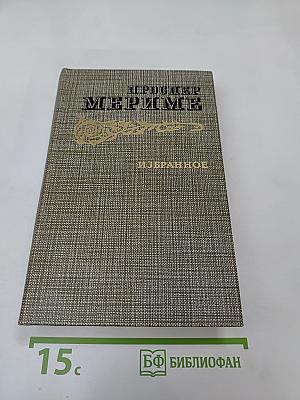 ПРОСПЕР
МЕРИМЕ
ИЗБРАННОЕ
15с
БФ БИБЛИОФАН